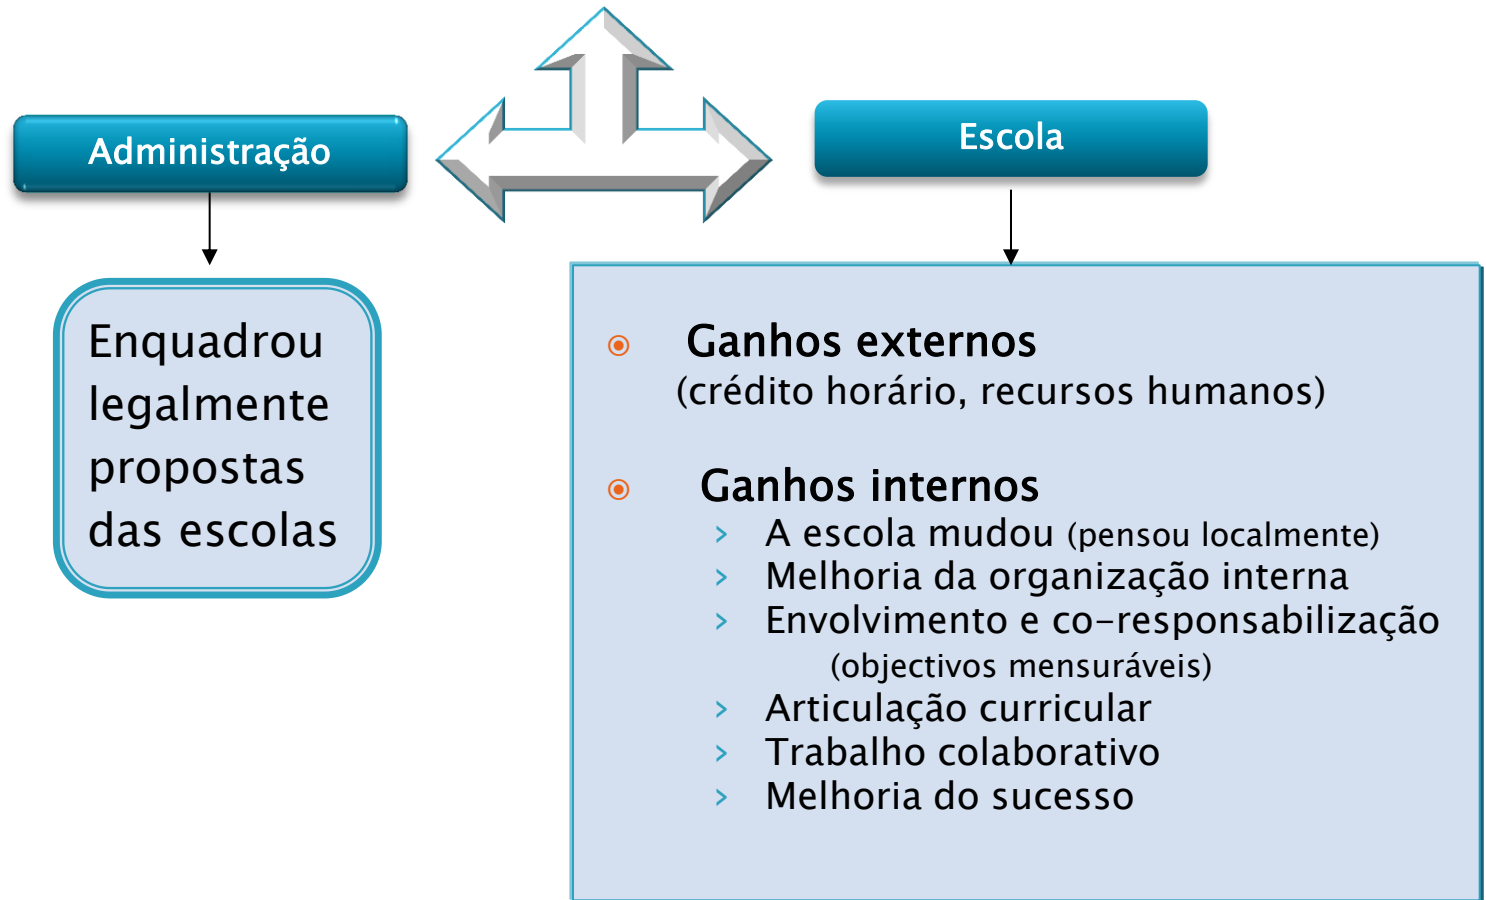 Administração
Escola
Enquadrou
legalmente
propostas
das escolas
Ganhos externos
(crédito horário, recursos humanos)
Ganhos internos
A escola mudou (pensou localmente)
Melhoria da organização interna
Envolvimento e co-responsabilização
(objectivos mensuráveis)
Articulação curricular
Trabalho colaborativo
Melhoria do sucesso